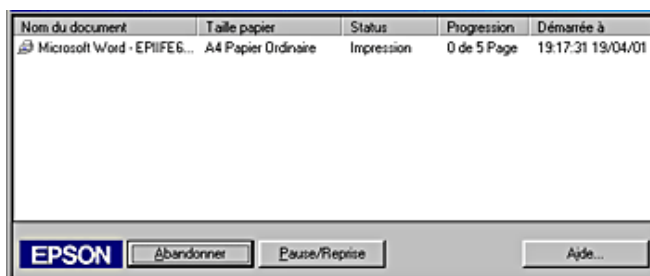 Nom du document Taille papier Status Progression Démarrée à
Microsoft Word - EPIIFE6... A4 Papier Ordinaire Impression 0 de 5 Page 19:17:31 19/04/01
EPSON Abandonner Pause/Reprise Aide...